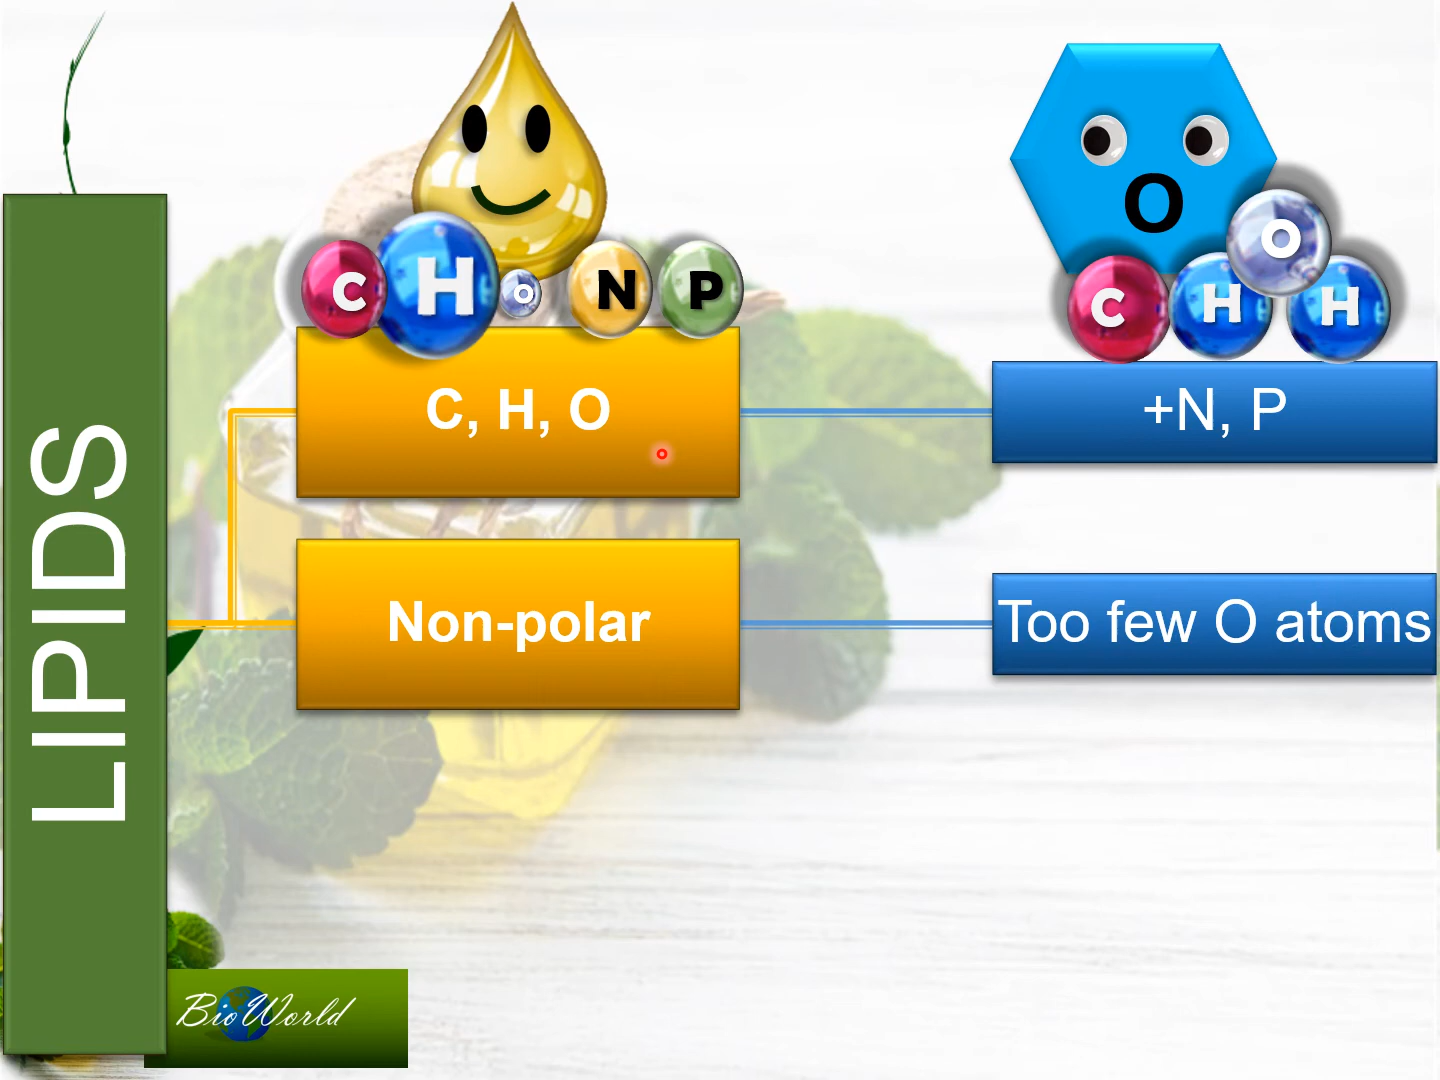 LIPIDS
O
C H O N P
C H O H
C, H, O
+N, P
Non-polar
Too few O atoms
BioWorld